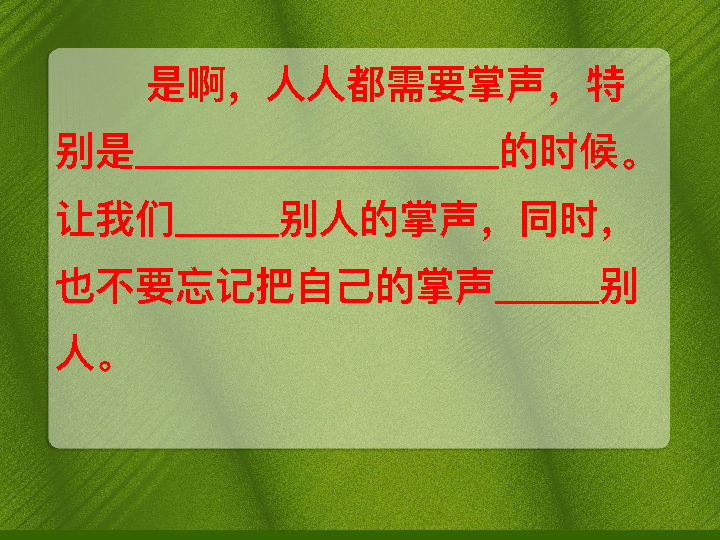 是啊，人人都需要掌声，特
别是___________________的时候。
让我们_____别人的掌声，同时，
也不要忘记把自己的掌声_____别
人。